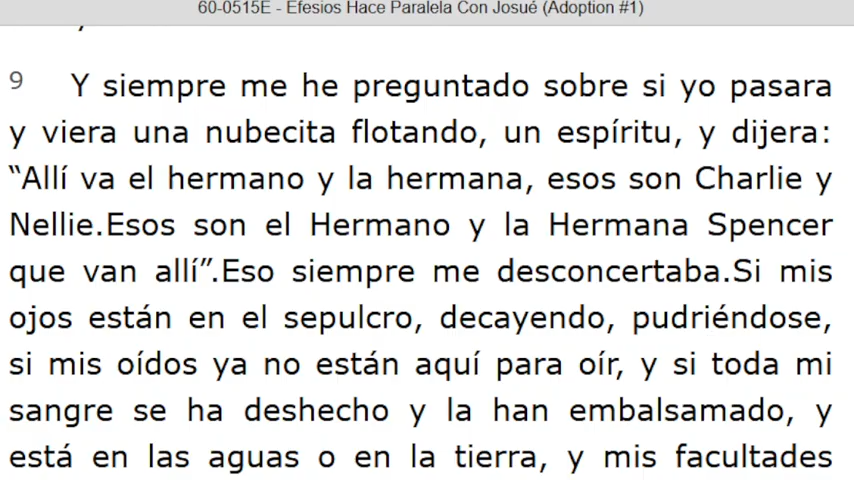 60-0515E - Efesios Hace Paralela Con Josué (Adoption #1)
9 Y siempre me he preguntado sobre si yo pasara
y viera una nubecita flotando, un espíritu, y dijera:
“Allí va el hermano y la hermana, esos son Charlie y
Nellie.Esos son el Hermano y la Hermana Spencer
que van allí”.Eso siempre me desconcertaba.Si mis
ojos están en el sepulcro, decayendo, pudriéndose,
si mis oídos ya no están aquí para oír, y si toda mi
sangre se ha deshecho y la han embalsamado, y
está en las aguas o en la tierra, y mis facultades